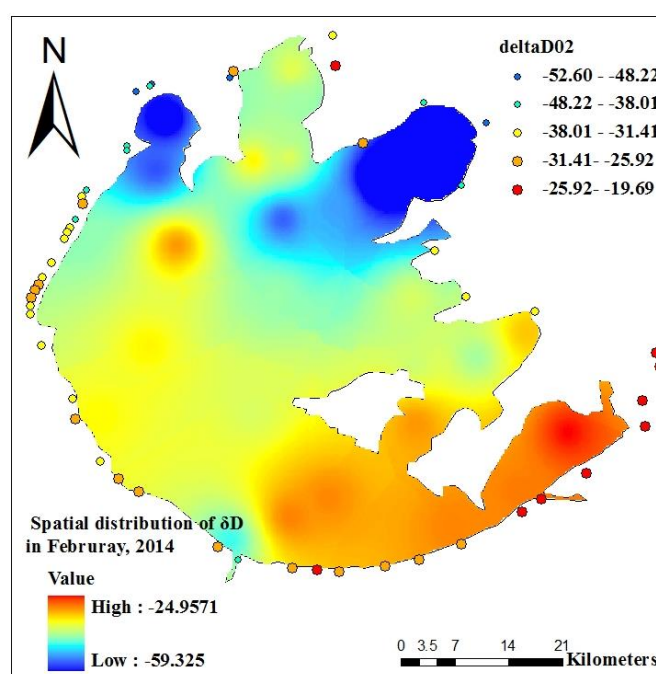 N
deltaD02
-52.60 - -48.22
-48.22 - -38.01
-38.01 - -31.41
-31.41- -25.92
-25.92- -19.69
Spatial distribution of δD
in Februray, 2014
Value
High : -24.9571
Low : -59.325
0 3.5 7 14 21
Kilometers